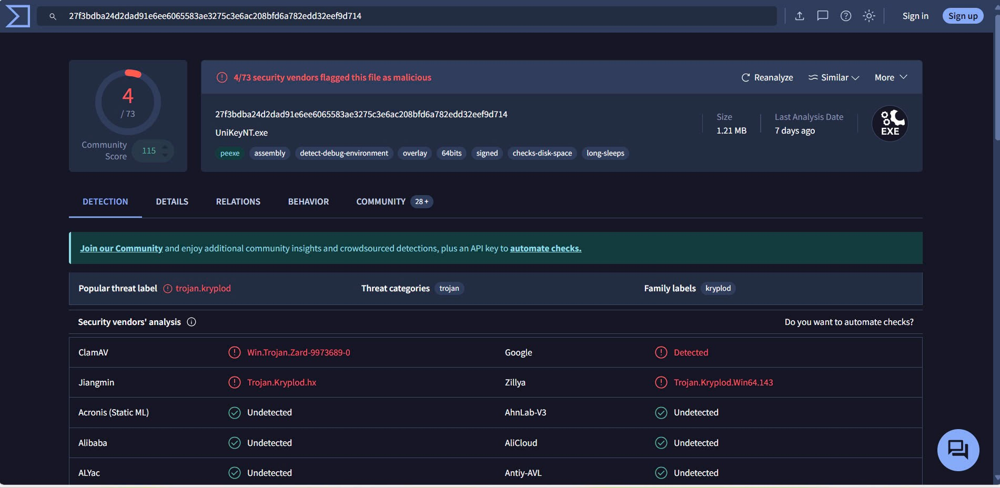 27f3bdba24d2dad91e6ee6065583ae3275c3e6ac208bfd6a782edd32eef9d714
Sign in
Sign up
4
/ 73
Community Score
115
4/73 security vendors flagged this file as malicious
Reanalyze
Similar
More
27f3bdba24d2dad91e6ee6065583ae3275c3e6ac208bfd6a782edd32eef9d714
UniKeyNT.exe
peexe
assembly
detect-debug-environment
overlay
64bits
signed
checks-disk-space
long-sleeps
Size
1.21 MB
Last Analysis Date
7 days ago
EXE
DETECTION
DETAILS
RELATIONS
BEHAVIOR
COMMUNITY 28 +
Join our Community and enjoy additional community insights and crowdsourced detections, plus an API key to automate checks.
Popular threat label trojan.kryplod
Threat categories trojan
Family labels kryplod
Security vendors' analysis
Do you want to automate checks?
ClamAV Win.Trojan.Zard-9973689-0 Google Detected
Jiangmin Trojan.Kryplod.hx Zillya Trojan.Kryplod.Win64.143
Acronis (Static ML) Undetected AhnLab-V3 Undetected
Alibaba Undetected AliCloud Undetected
ALYac Undetected Antiy-AVL Undetected